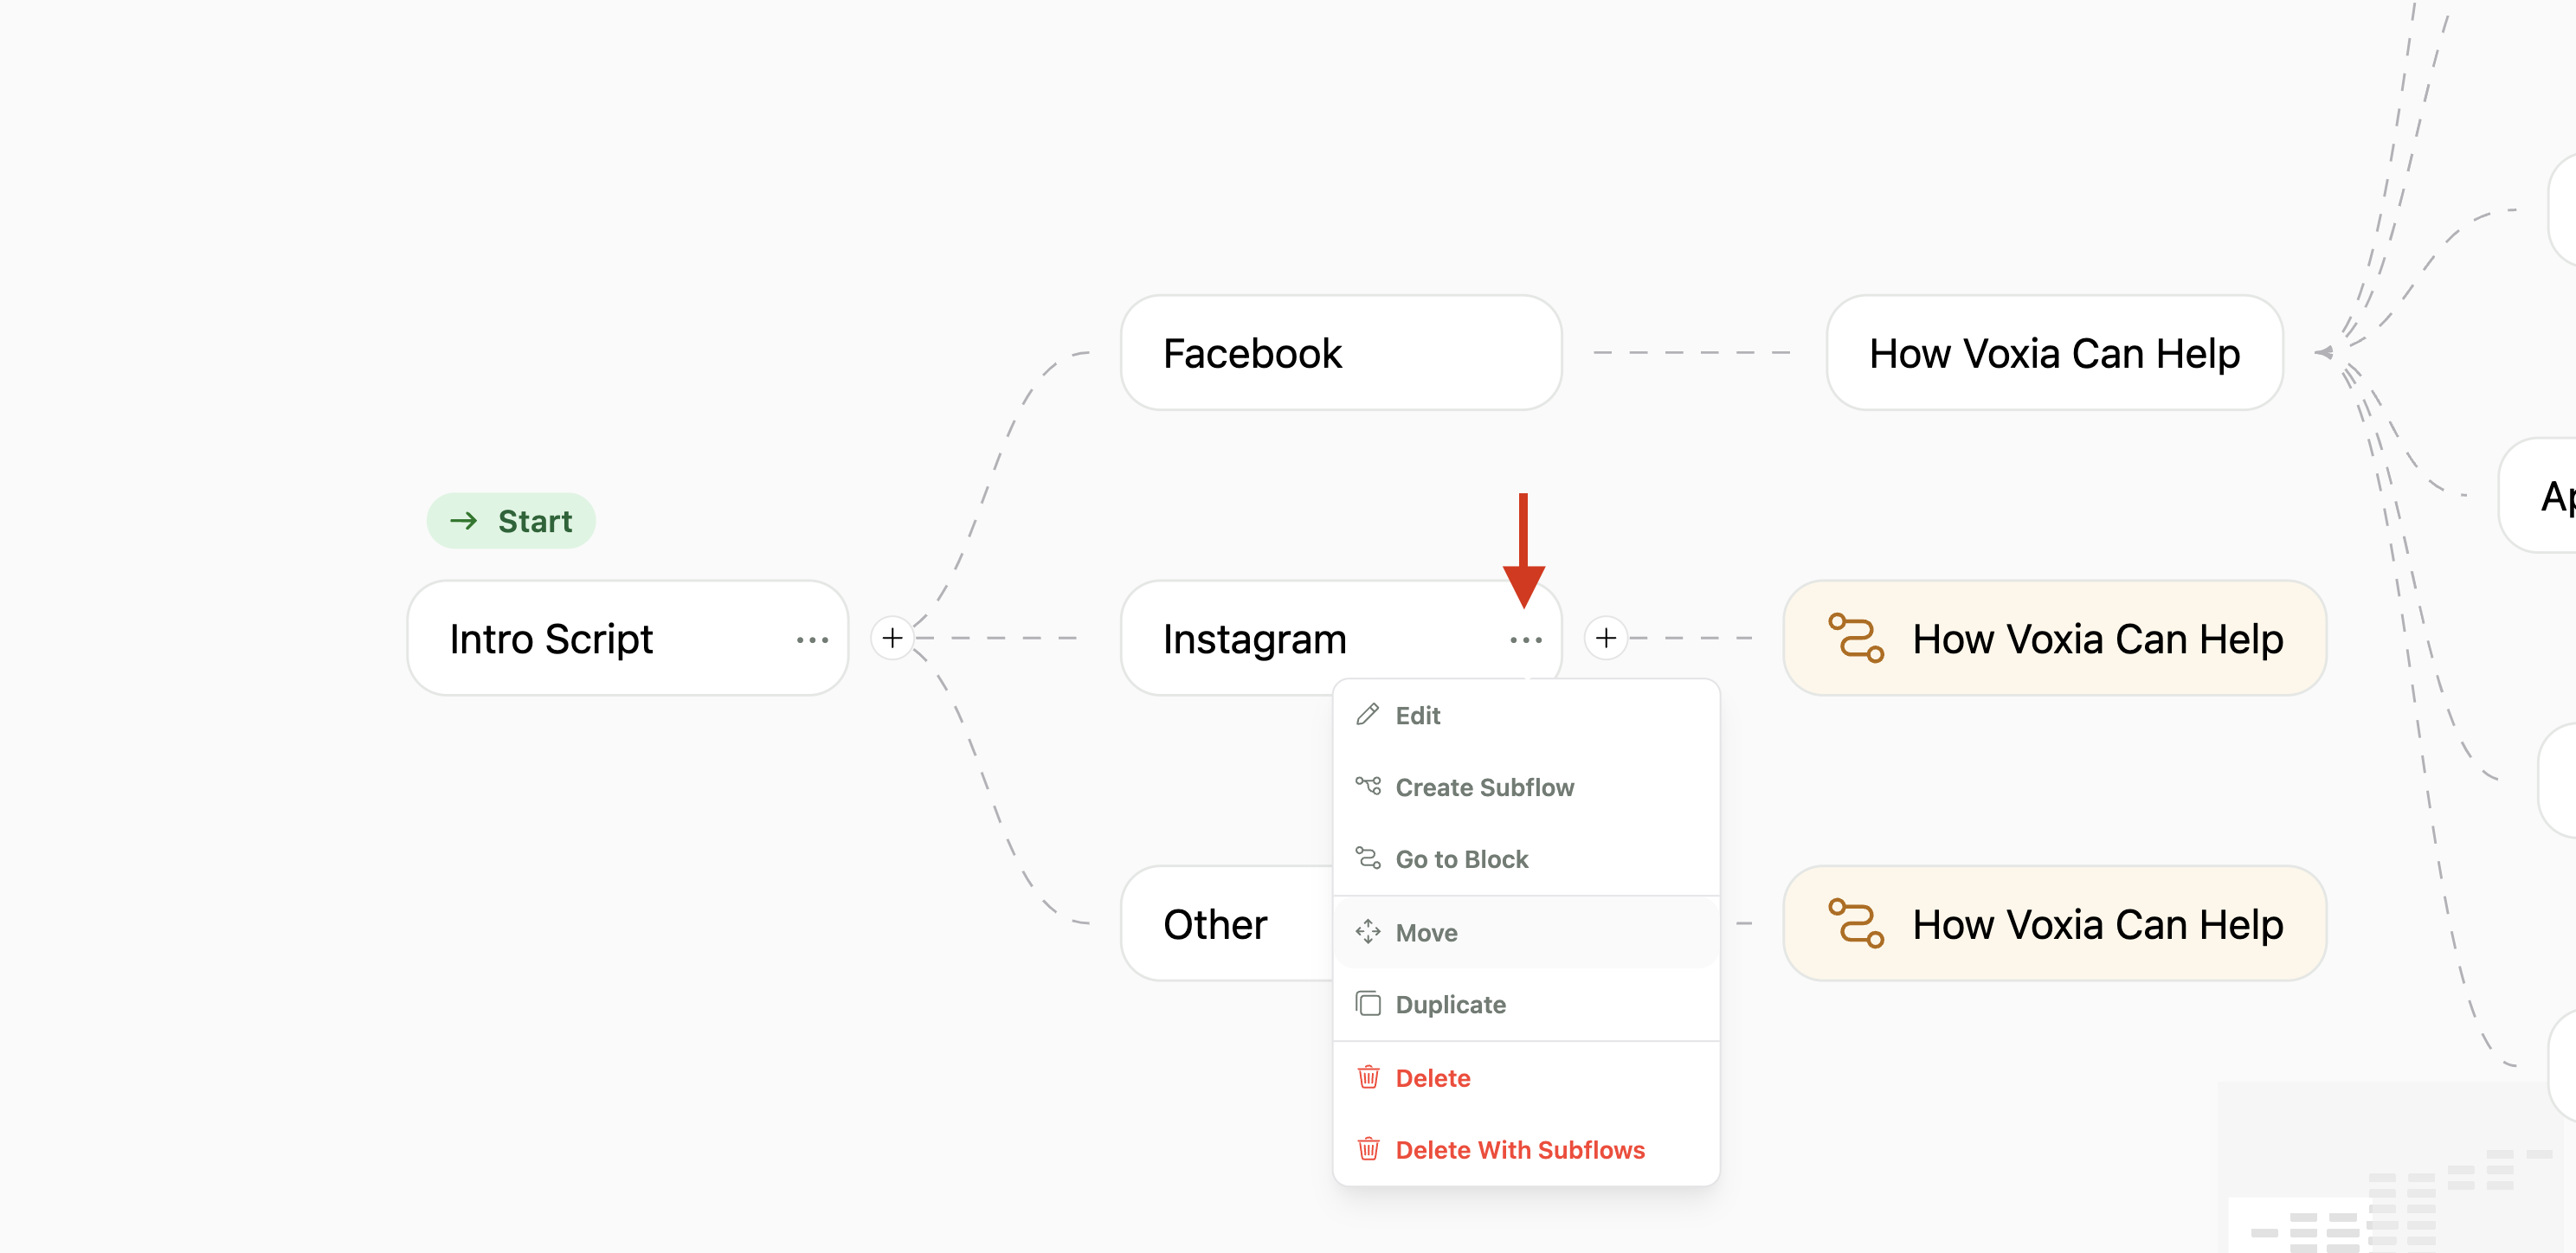 Facebook
How Voxia Can Help
Start
Intro Script
Instagram
How Voxia Can Help
Edit
Create Subflow
Go to Block
Other
Move
How Voxia Can Help
Duplicate
Delete
Delete With Subflows